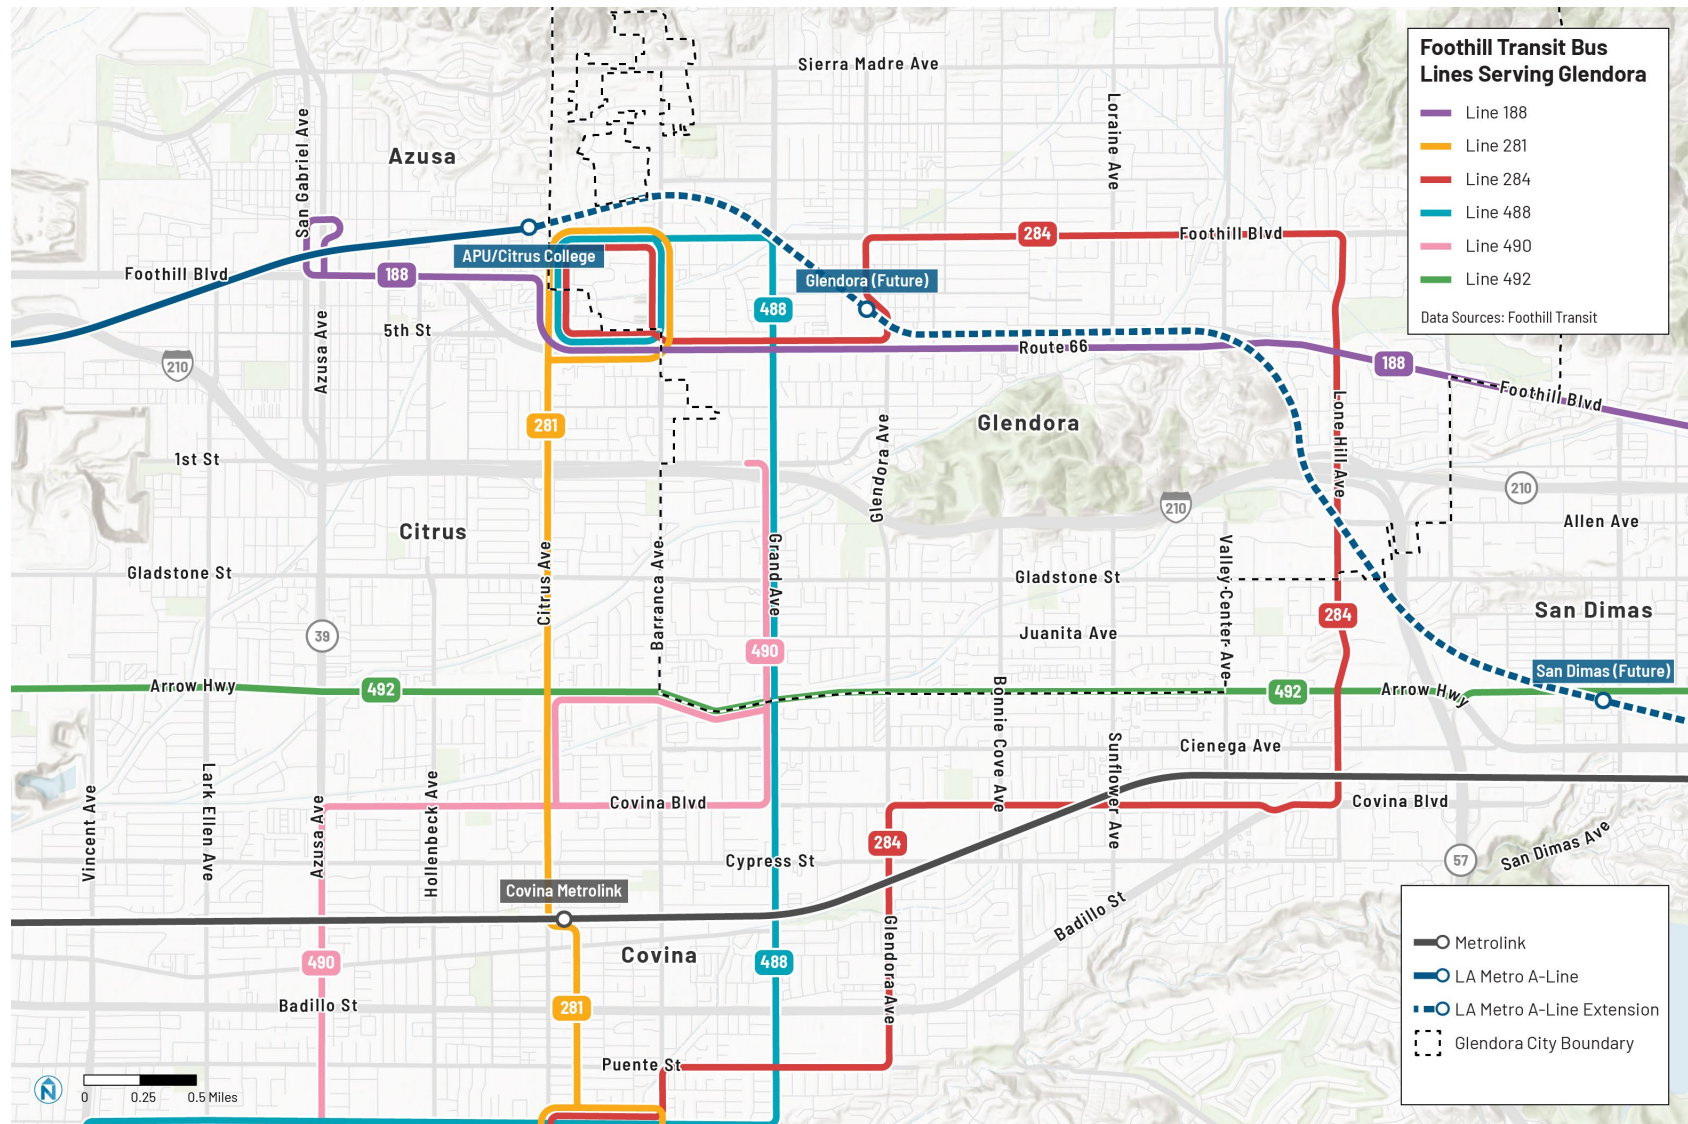 Foothill Transit Bus
Lines Serving Glendora
Line 188
Line 281
Line 284
Line 488
Line 490
Line 492
Data Sources: Foothill Transit
Sierra Madre Ave
San Gabriel Ave
Loraine Ave
Azusa
APU/Citrus College
284
Foothill Blvd
Foothill Blvd
188
Glendora (Future)
488
5th St
Azusa Ave
Route 66
210
188
Foothill Blvd
281
Glendora
Glendora Ave
Lone Hill Ave
1st St
210
210
Citrus
Allen Ave
Citrus Ave
Barranca Ave
Grand Ave
Valley Center Ave
Gladstone St
Gladstone St
San Dimas
284
39
Juanita Ave
490
San Dimas (Future)
Arrow Hwy
492
492
Arrow Hwy
Bonnie Cove Ave
Sunflower Ave
Cienega Ave
Vincent Ave
Lark Ellen Ave
Azusa Ave
Hollenbeck Ave
Covina Blvd
Covina Blvd
284
Cypress St
57
San Dimas Ave
Covina Metrolink
Badillo St
Glendora Ave
Covina
490
488
Badillo St
281
Puente St
Metrolink
LA Metro A-Line
LA Metro A-Line Extension
Glendora City Boundary
N
0 0.25 0.5 Miles